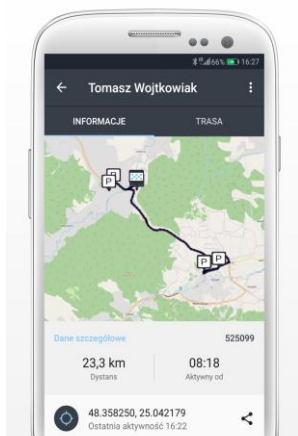 66% 16:27
Tomasz Wojtkowiak
INFORMACJE TRASA
P P
P P
Dane szczegółowe 525099
23,3 km 08:18
Dystans Aktywny od
48.358250, 25.042179
Ostatnia aktywność 16:22